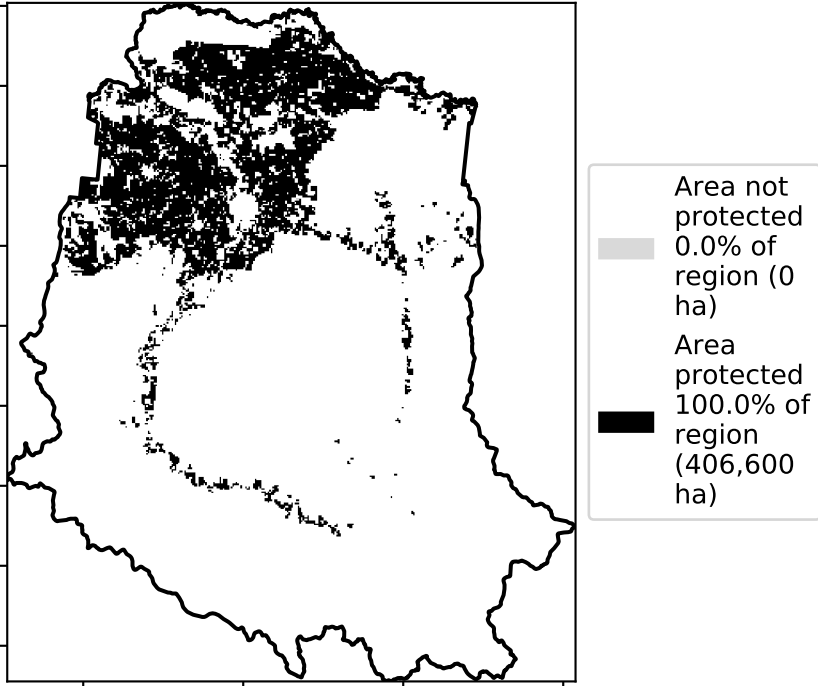 Area not
protected
0.0% of
region (0
ha)
Area
protected
100.0% of
region
(406,600
ha)